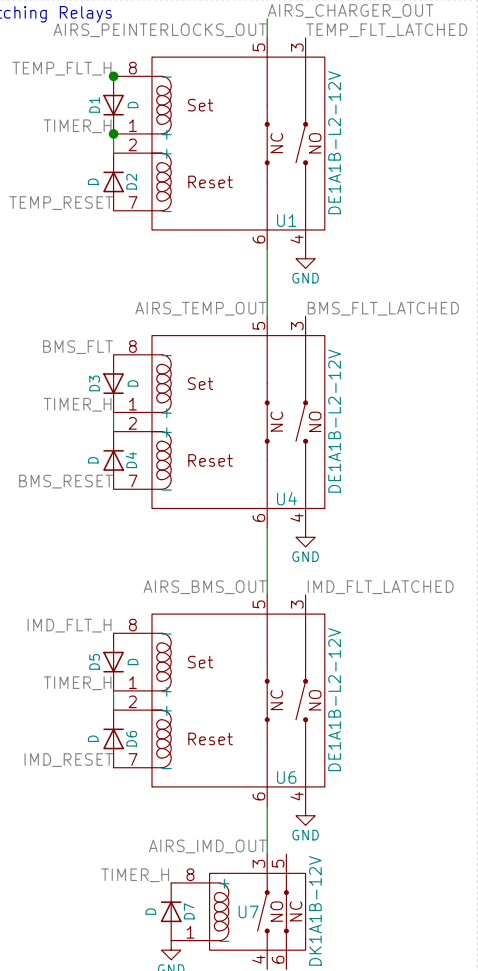 tching Relays
AIRS_CHARGER_OUT
AIRS_PEINTERLOCKS_OUT
TEMP_FLT_LATCHED
5
3
TEMP_FLT_H
8
D1
D
Set
TIMER_H
1
2
NC
NO
DE1A1B-L2-12V
D
D2
Reset
TEMP_RESET
7
U1
6
4
GND
AIRS_TEMP_OUT
BMS_FLT_LATCHED
5
3
BMS_FLT
8
D3
D
Set
TIMER_H
1
2
NC
NO
DE1A1B-L2-12V
D
D4
Reset
BMS_RESET
7
U4
6
4
GND
AIRS_BMS_OUT
IMD_FLT_LATCHED
5
3
IMD_FLT_H
8
D5
D
Set
TIMER_H
1
2
NC
NO
DE1A1B-L2-12V
D
D6
Reset
IMD_RESET
7
U6
6
4
GND
AIRS_IMD_OUT
3
5
TIMER_H
8
D
D7
U7
NO
NC
DK1A1B-12V
1
4
6
GND